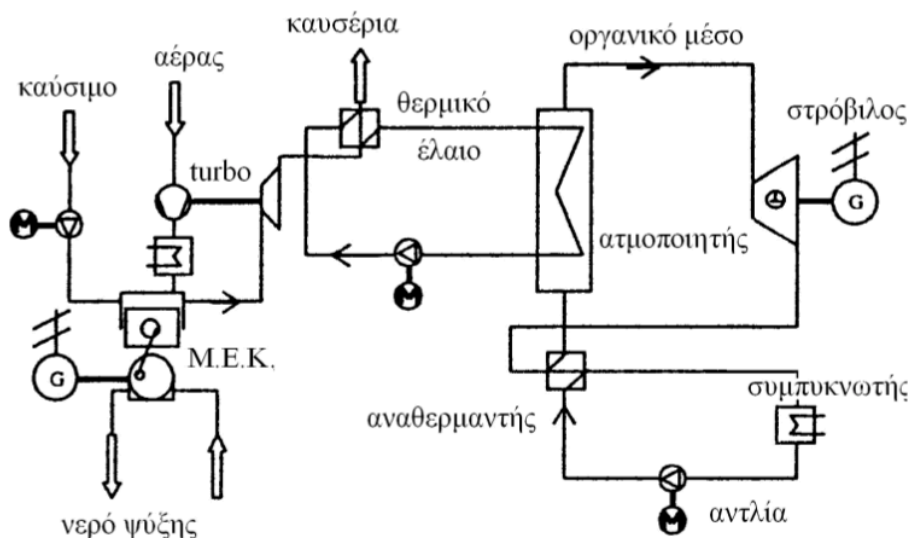 καυσέρια
οργανικό μέσο
αέρας
καύσιμο
θερμικό
έλαιο
στρόβιλος
turbo
G
ατμοποιητής
M
M
Μ.Ε.Κ.
G
συμπυκνωτής
αναθερμαντής
νερό ψύξης
M
αντλία